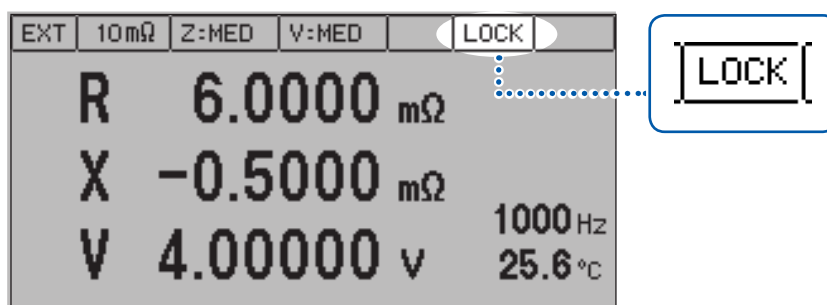 EXT 10mΩ Z:MED V:MED LOCK
LOCK
R 6.0000 mΩ
X -0.5000 mΩ
1000 Hz
V 4.00000 V
25.6 °C